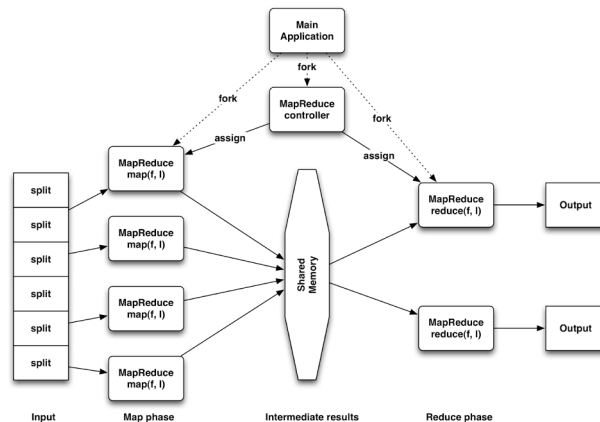 Main
Application
fork
fork
MapReduce
controller
fork
assign
assign
MapReduce
map(f, I)
split
split
split
split
split
split
MapReduce
map(f, I)
MapReduce
map(f, I)
MapReduce
map(f, I)
Shared
Memory
MapReduce
reduce(f, I)
Output
MapReduce
reduce(f, I)
Output
Input
Map phase
Intermediate results
Reduce phase